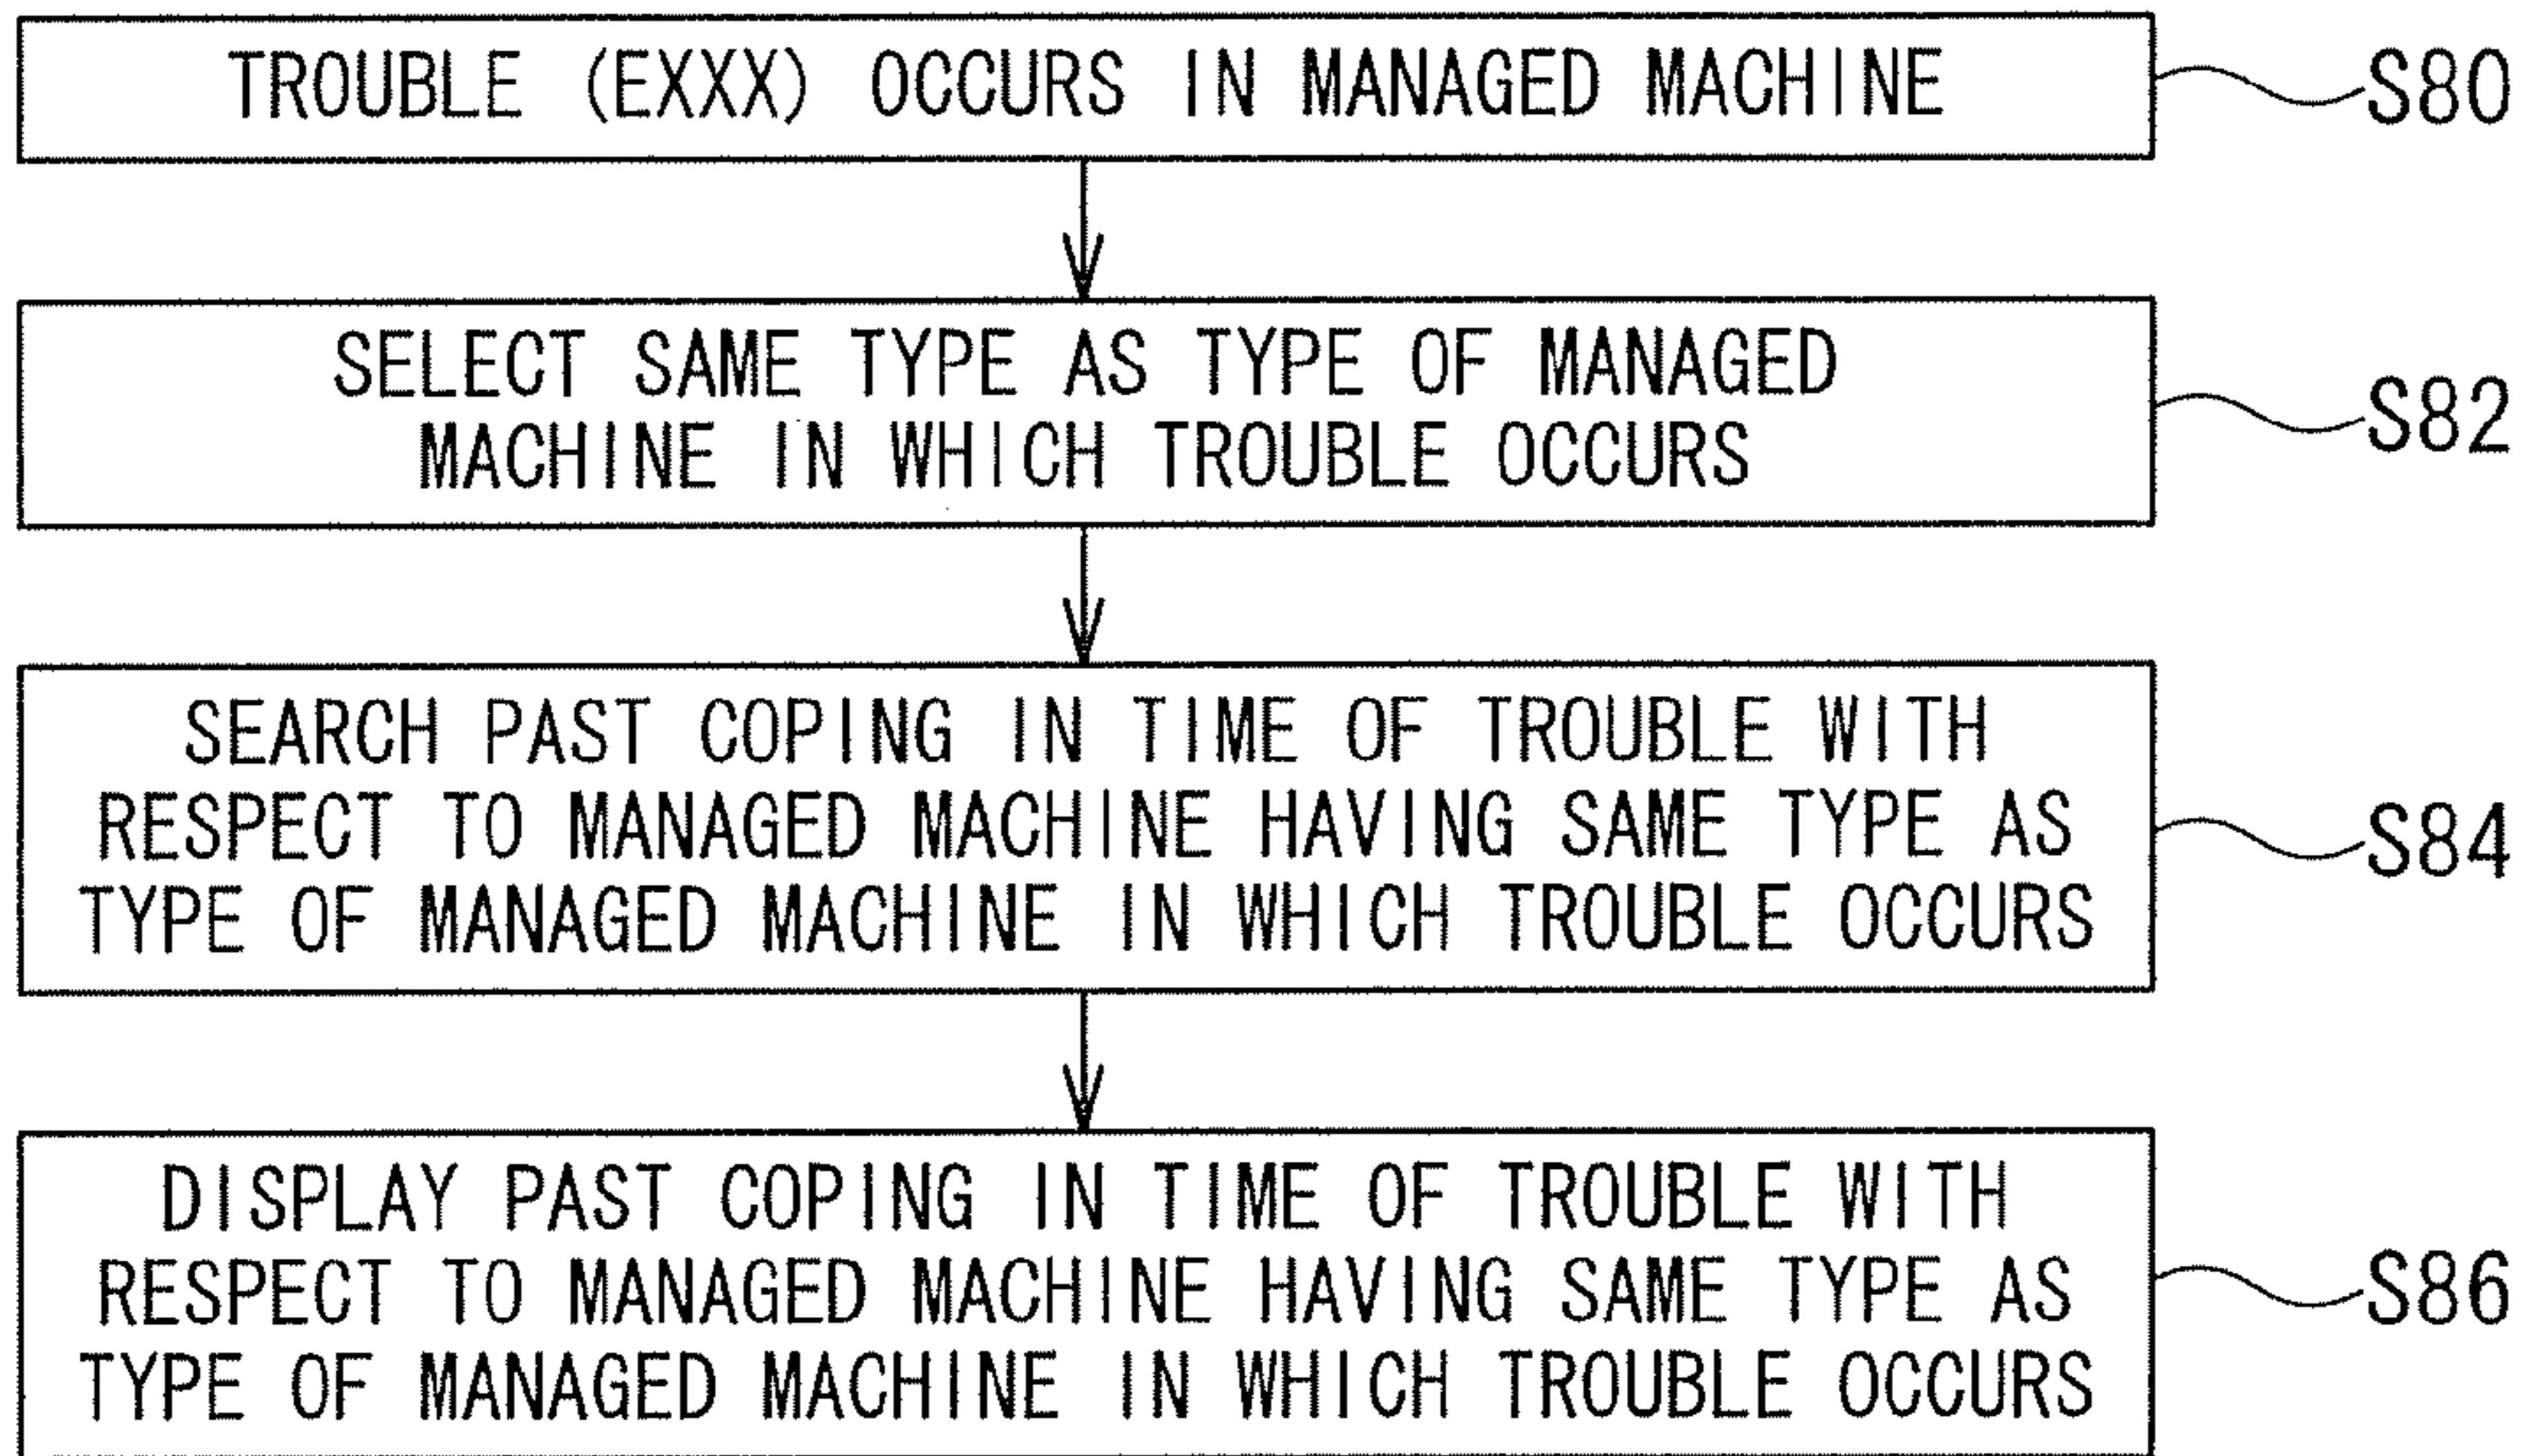 TROUBLE (EXXX) OCCURS IN MANAGED MACHINE
S80
SELECT SAME TYPE AS TYPE OF MANAGED
MACHINE IN WHICH TROUBLE OCCURS
S82
SEARCH PAST COPING IN TIME OF TROUBLE WITH
RESPECT TO MANAGED MACHINE HAVING SAME TYPE AS
TYPE OF MANAGED MACHINE IN WHICH TROUBLE OCCURS
S84
DISPLAY PAST COPING IN TIME OF TROUBLE WITH
RESPECT TO MANAGED MACHINE HAVING SAME TYPE AS
TYPE OF MANAGED MACHINE IN WHICH TROUBLE OCCURS
S86